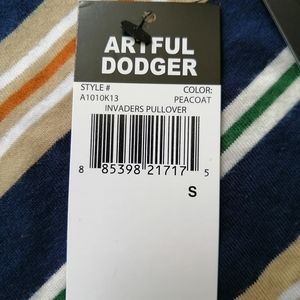 ARTFUL
DODGER
STYLE # COLOR:
A1010K13 PEACOAT
INVADERS PULLOVER
8 85398 21717 5
S